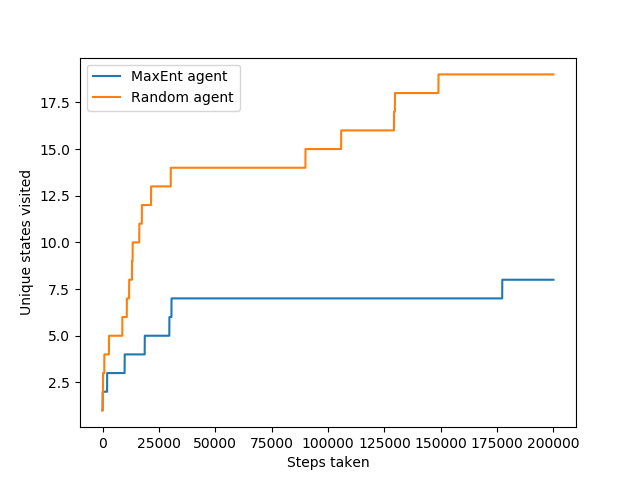 MaxEnt agent
Random agent
17.5
15.0
12.5
10.0
7.5
5.0
2.5
Unique states visited
0 25000 50000 75000 100000 125000 150000 175000 200000
Steps taken